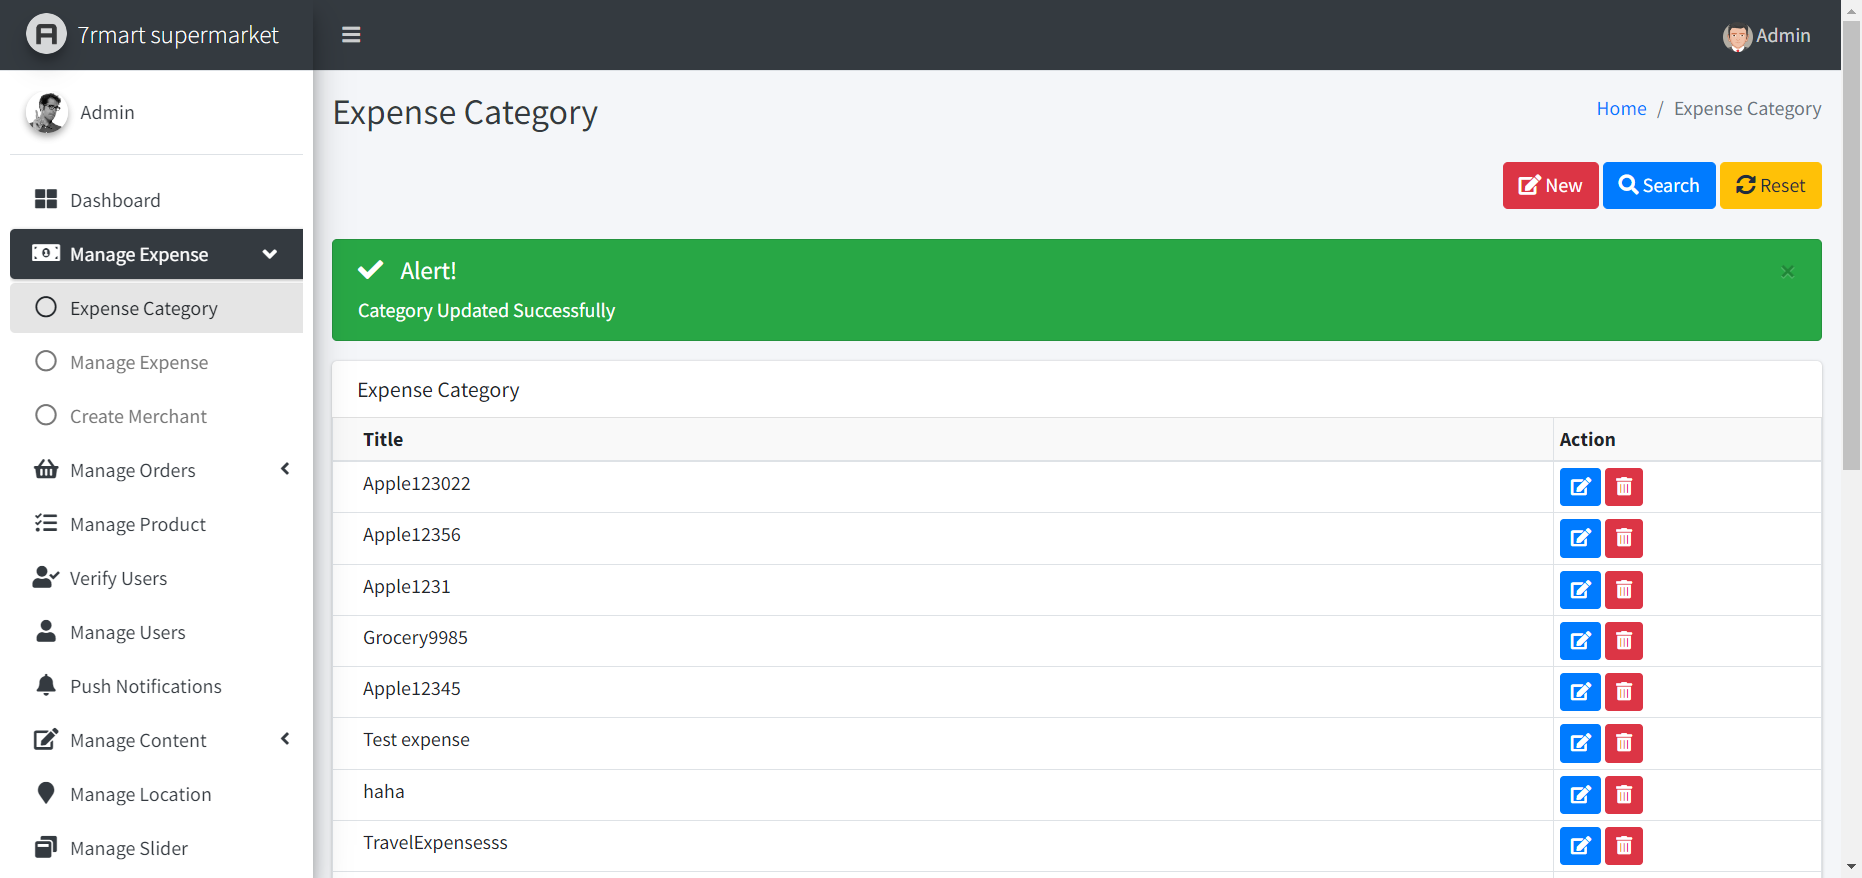 7rmart supermarket
Admin
Admin
Dashboard
Manage Expense
Expense Category
Manage Expense
Create Merchant
Manage Orders
Manage Product
Verify Users
Manage Users
Push Notifications
Manage Content
Manage Location
Manage Slider
Expense Category
Home / Expense Category
New Search Reset
Alert!
×
Category Updated Successfully
Expense Category
Title Action
Apple123022
Apple12356
Apple1231
Grocery9985
Apple12345
Test expense
haha
TravelExpensesss